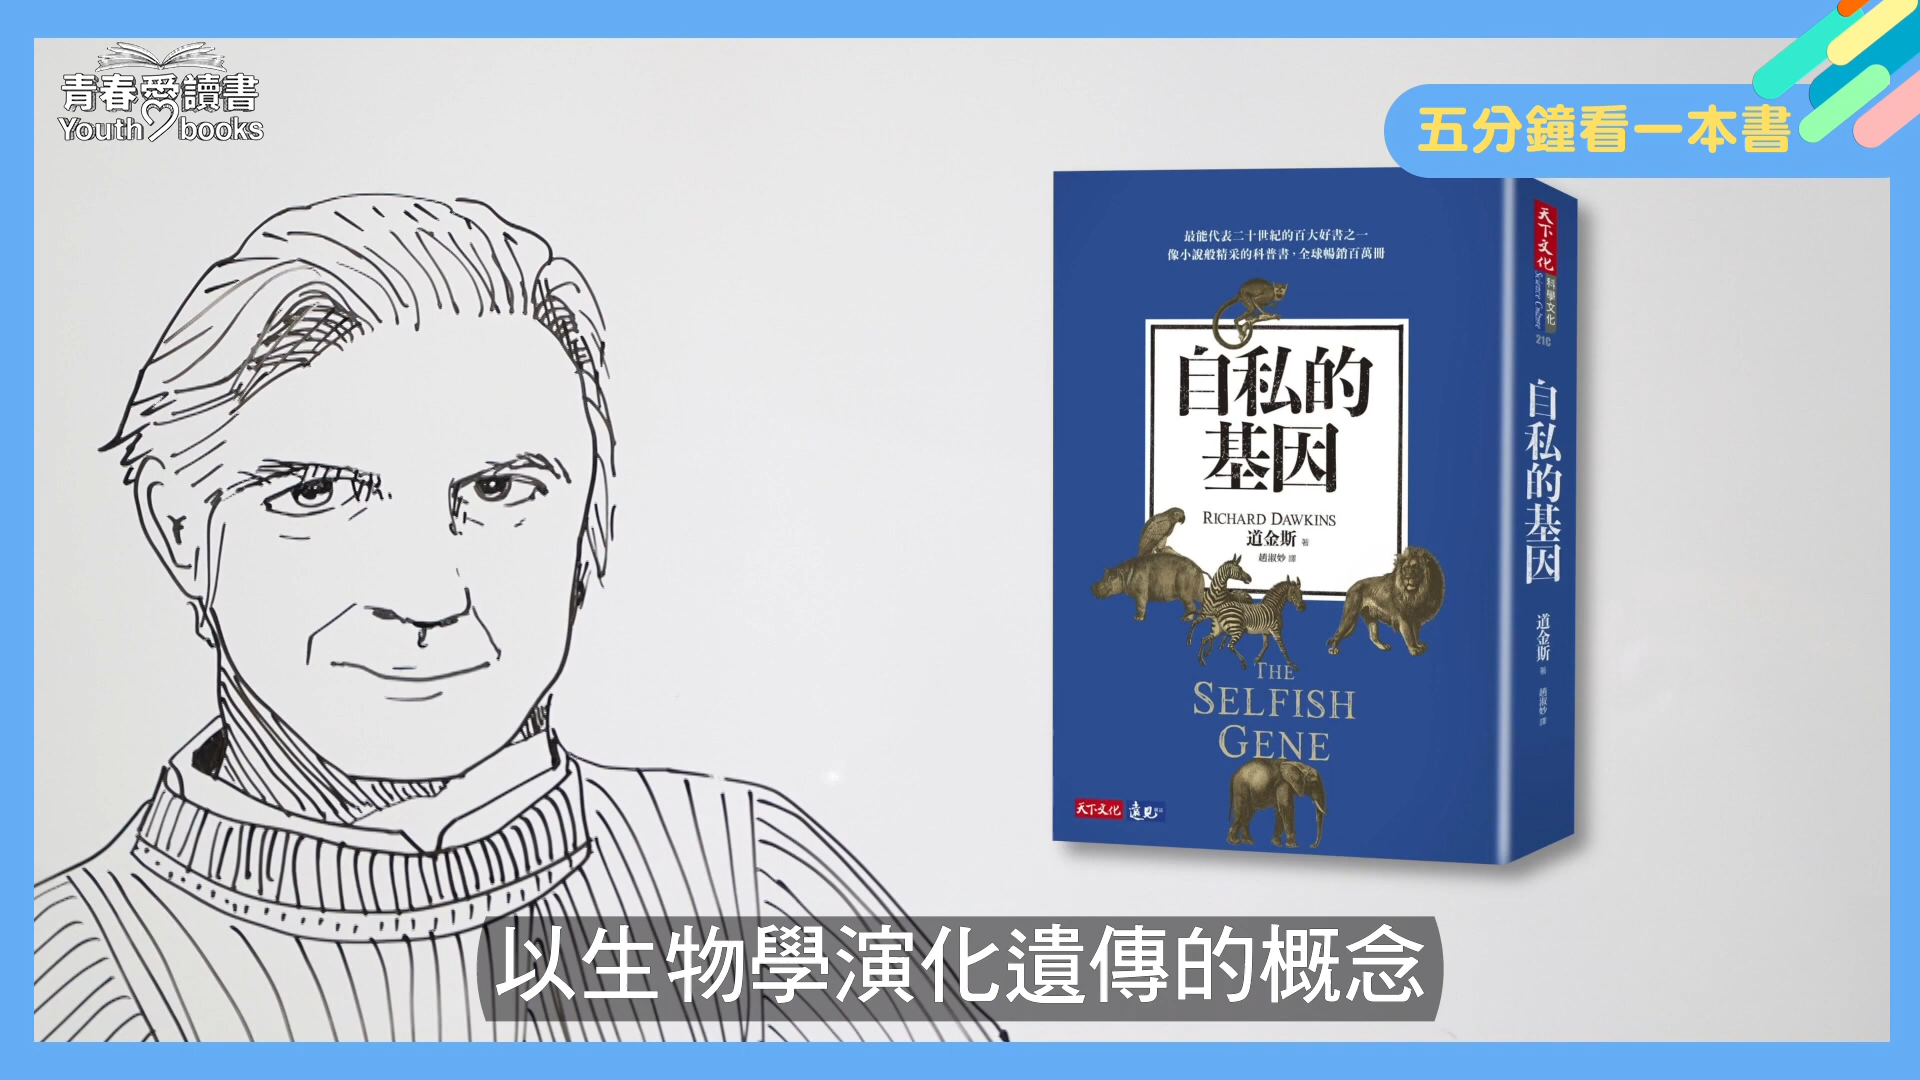 青春愛讀書
Youth books
五分鐘看一本書
最能代表二十世紀的百大好書之一
像小說般精采的科普書，全球暢銷百萬冊
自私的
基因
RICHARD DAWKINS
道金斯 著
趙淑妙 譯
THE
SELFISH
GENE
天下文化
遠見
天下文化
科學文化
Science Culture
21C
自私的基因
道金斯 著
趙淑妙 譯
以生物學演化遺傳的概念